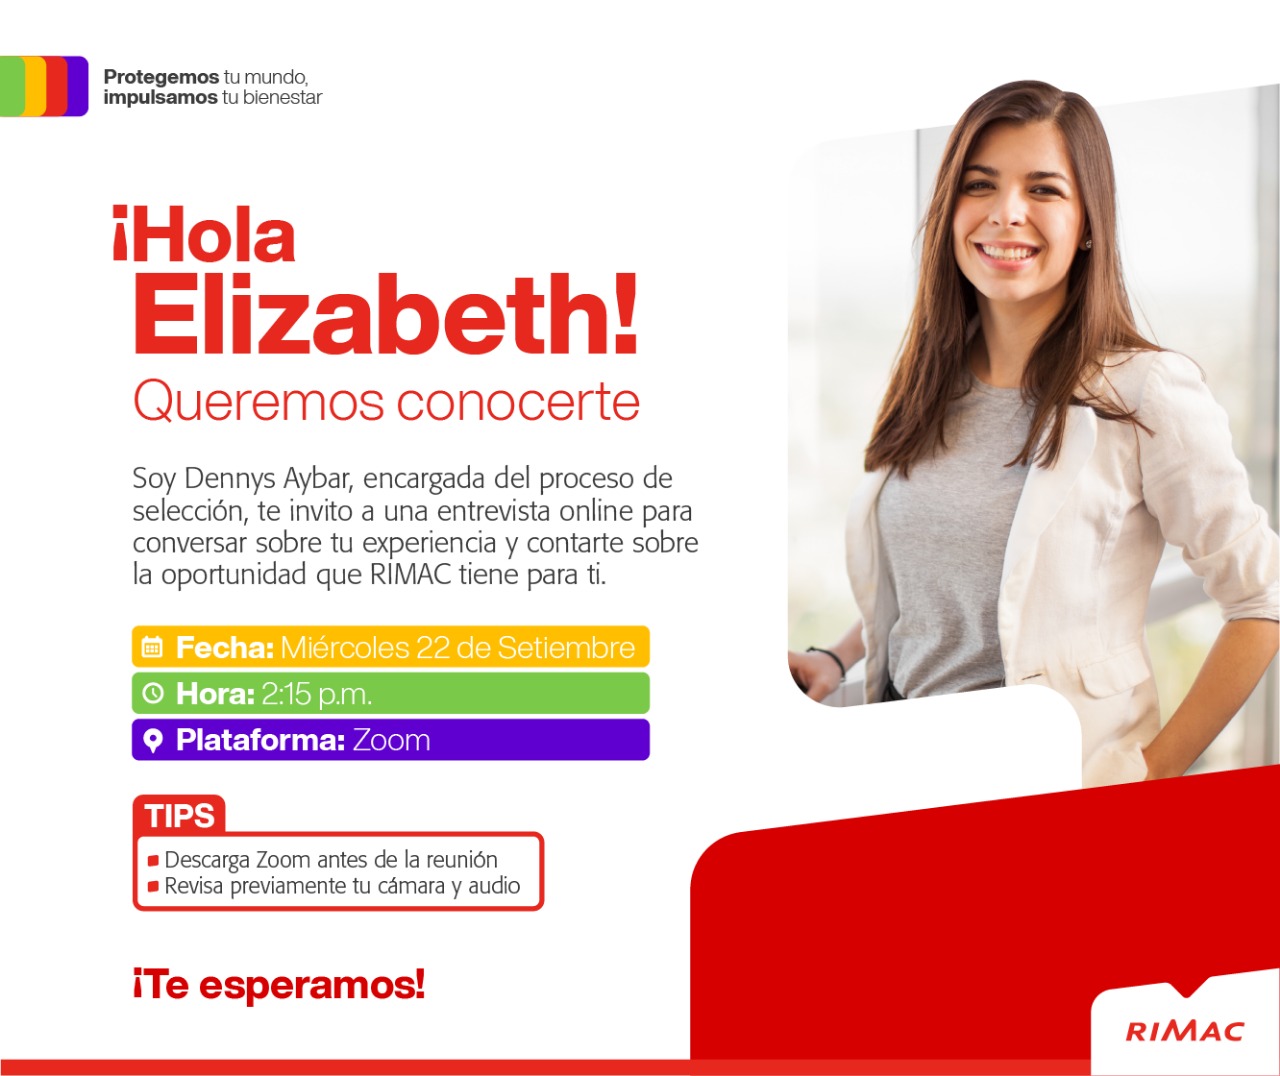 Protegemos tu mundo,
impulsamos tu bienestar
¡Hola
Elizabeth!
Queremos conocerte
Soy Dennys Aybar, encargada del proceso de
selección, te invito a una entrevista online para
conversar sobre tu experiencia y contarte sobre
la oportunidad que RIMAC tiene para ti.
Fecha: Miércoles 22 de Setiembre
Hora: 2:15 p.m.
Plataforma: Zoom
TIPS
Descarga Zoom antes de la reunión
Revisa previamente tu cámara y audio
¡Te esperamos!
RIMAC